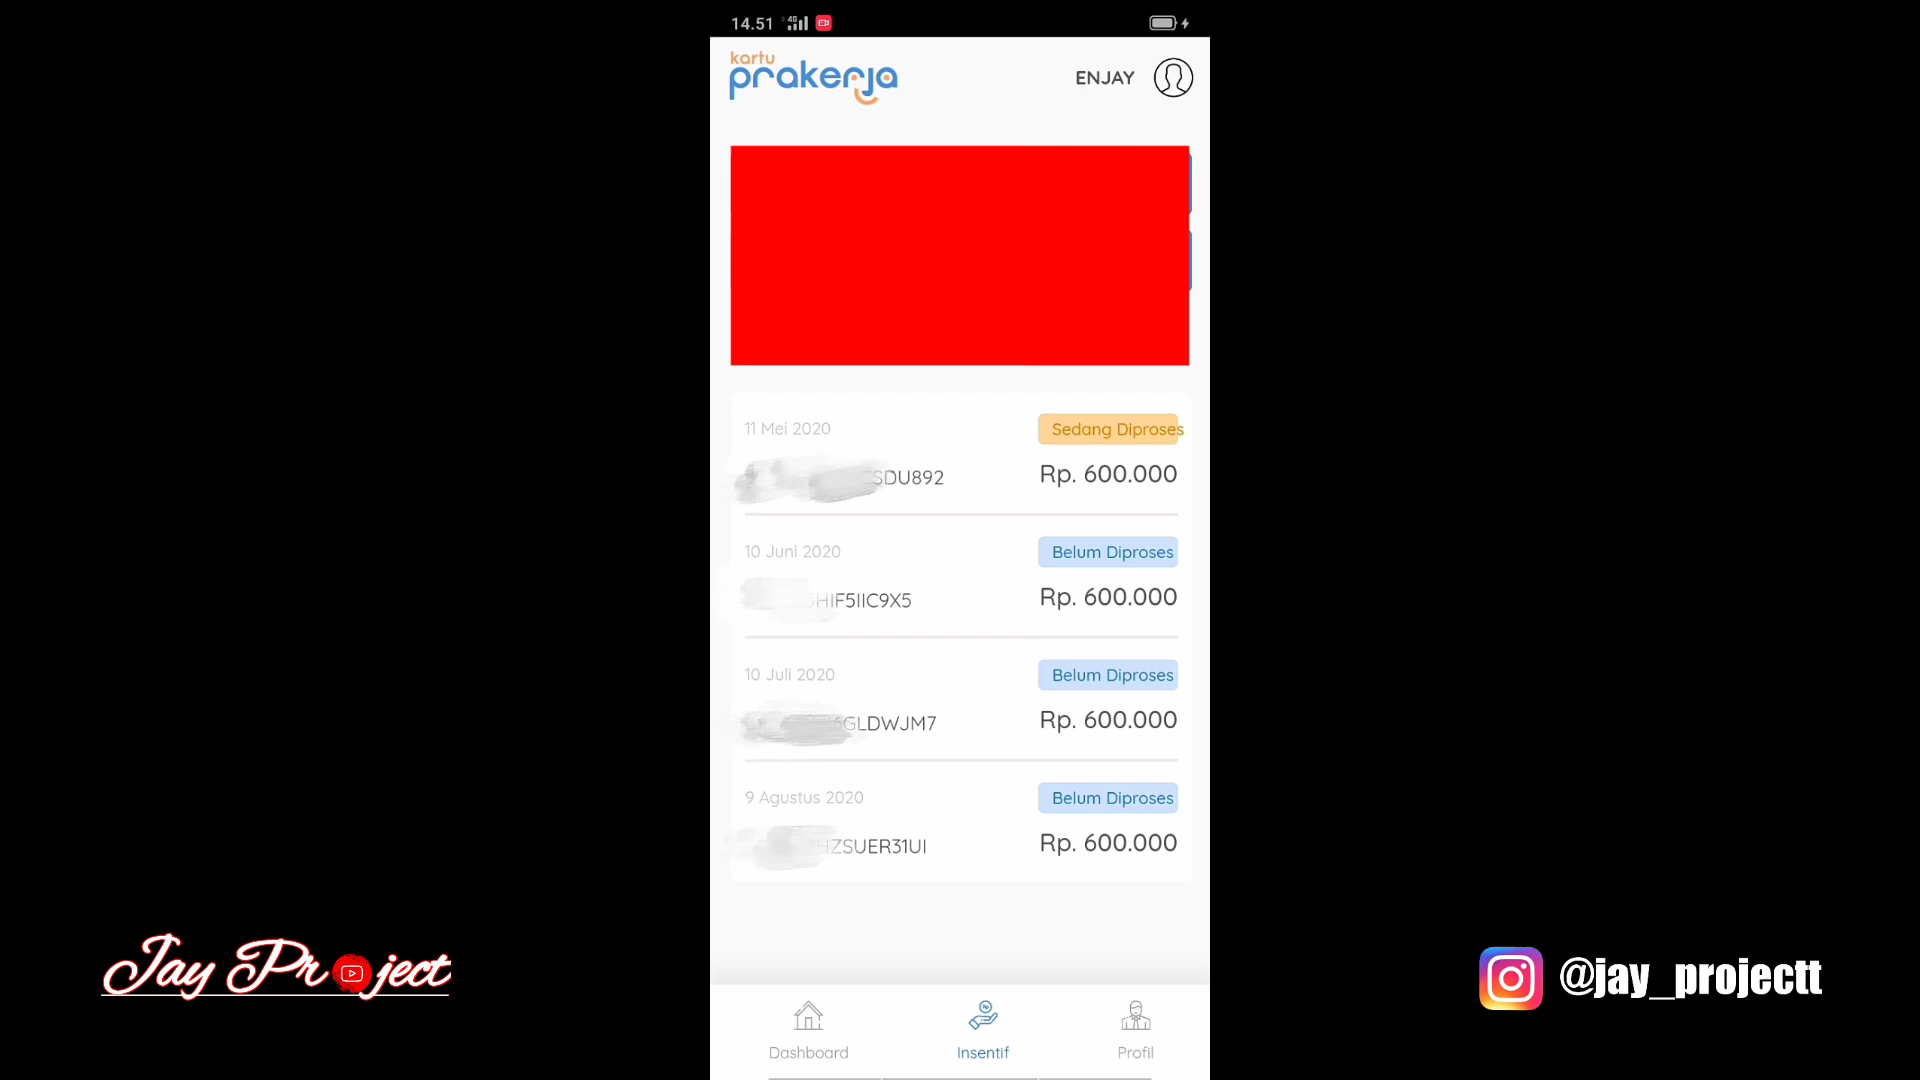 14.51 4G
kartu
prakerja
ENJAY
11 Mei 2020
Sedang Diproses
CSDU892
Rp. 600.000
10 Juni 2020
Belum Diproses
HIF5IIC9X5
Rp. 600.000
10 Juli 2020
Belum Diproses
GLDWJM7
Rp. 600.000
9 Agustus 2020
Belum Diproses
HZSUER31UI
Rp. 600.000
Jay Project
@jay_projectt
Dashboard
Insentif
Profil